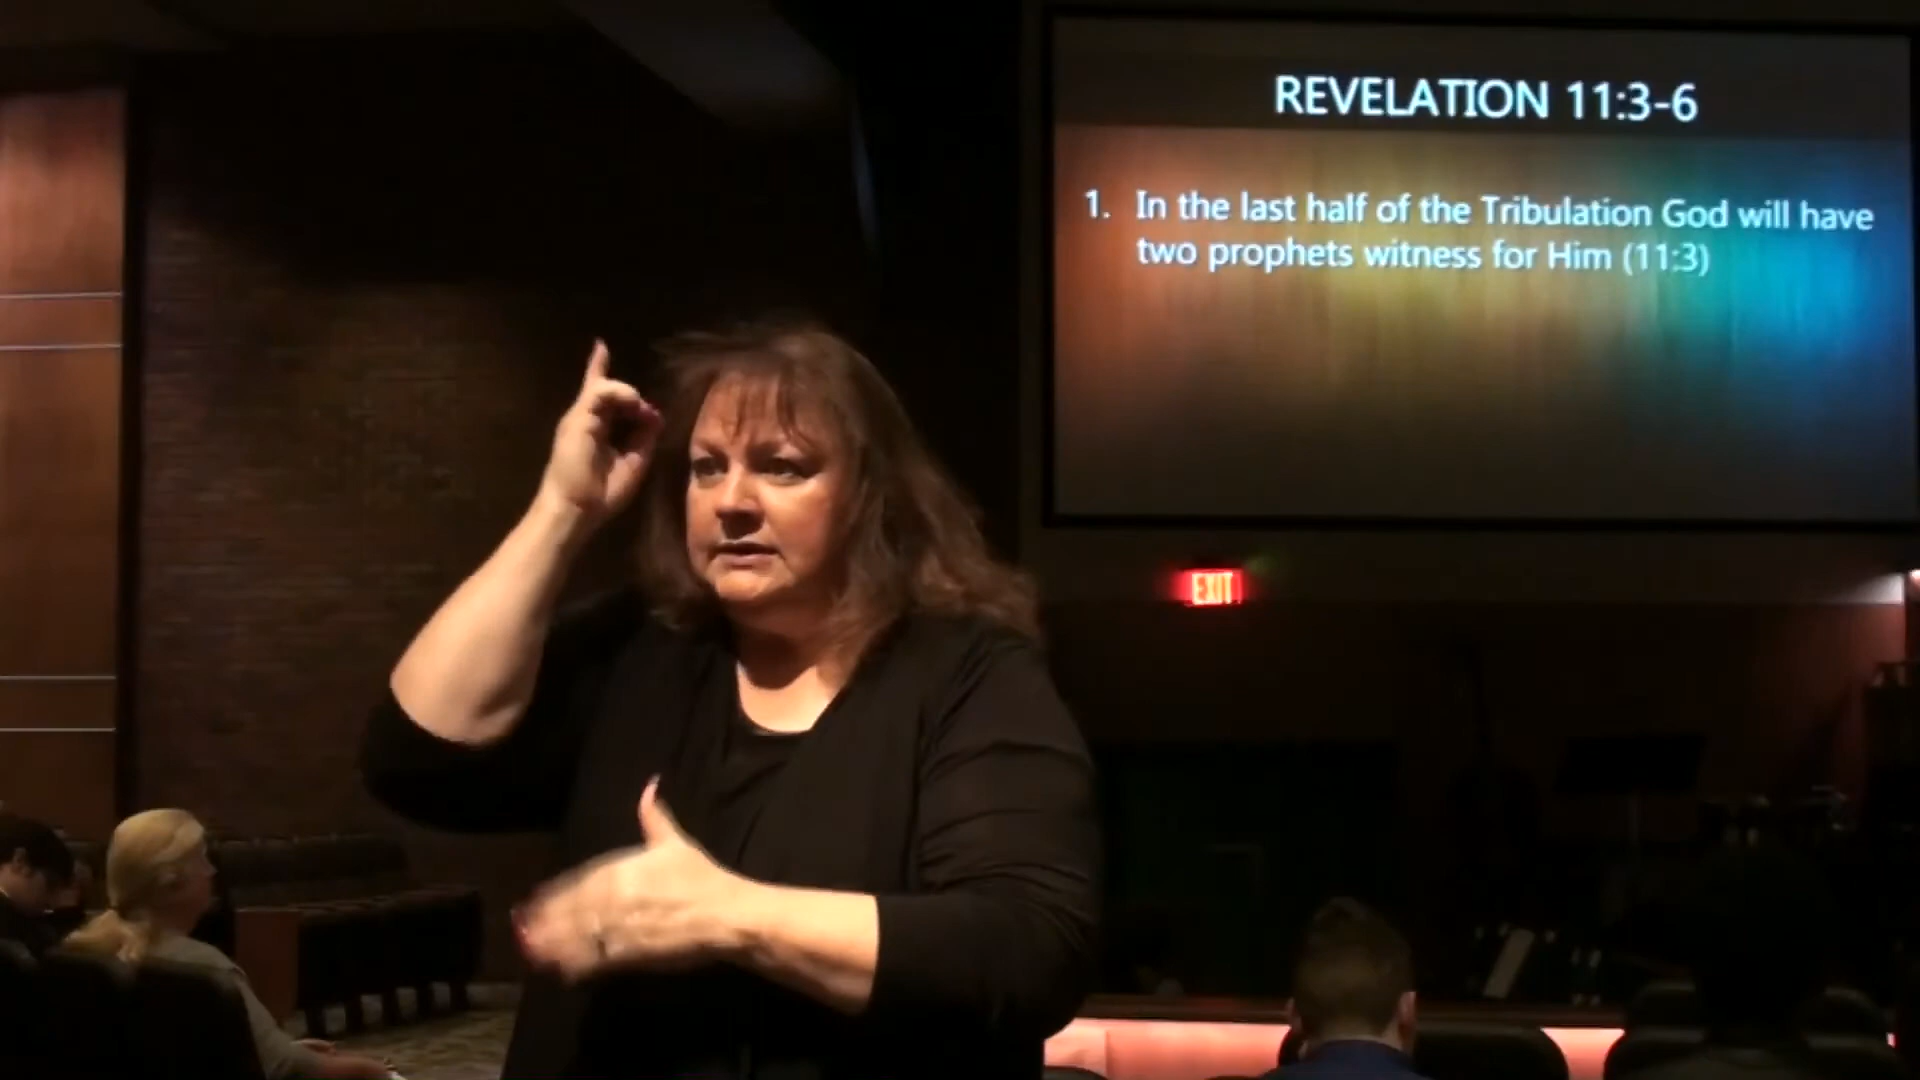 REVELATION 11:3-6
1. In the last half of the Tribulation God will have
two prophets witness for Him (11:3)
EXIT